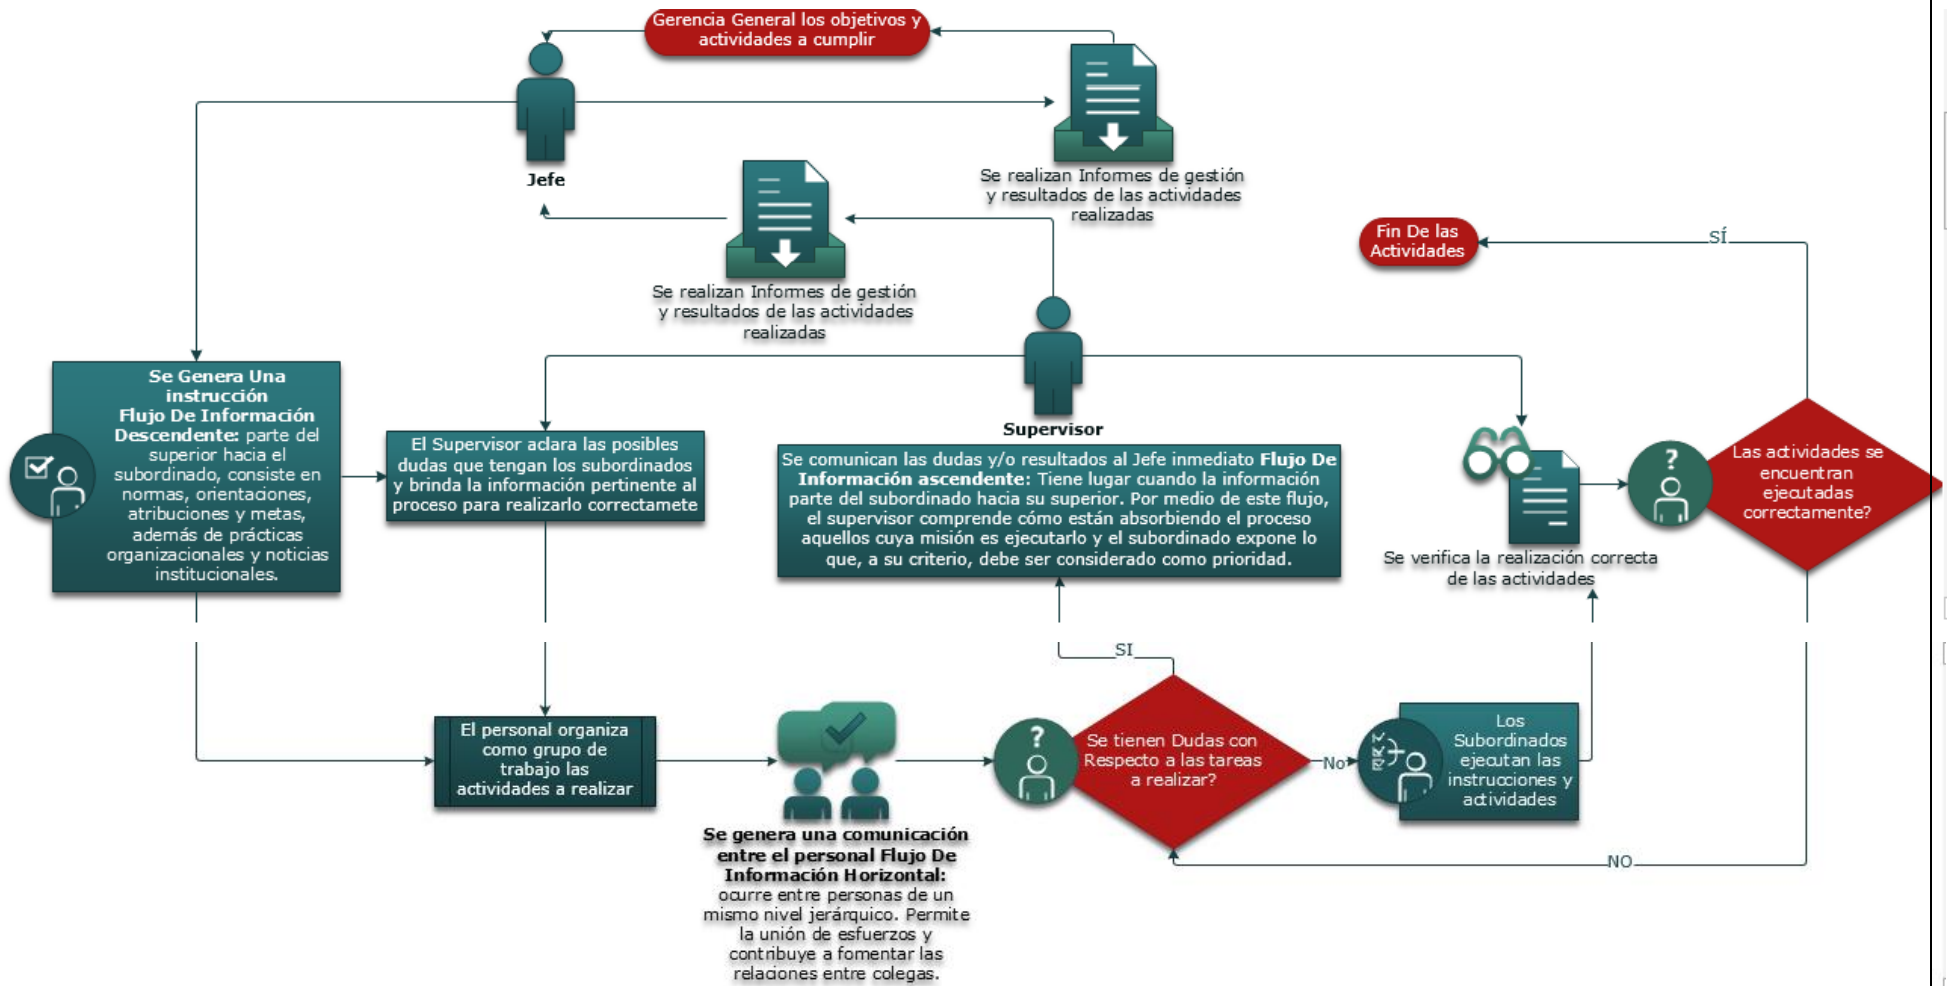 Gerencia General los objetivos y
actividades a cumplir
Jefe
Se realizan Informes de gestión
y resultados de las actividades
realizadas
Se realizan Informes de gestión
y resultados de las actividades
realizadas
Fin De las
Actividades
SÍ
Se Genera Una
instrucción
Flujo De Información
Descendente: parte del
superior hacia el
subordinado, consiste en
normas, orientaciones,
atribuciones y metas,
además de prácticas
organizacionales y noticias
institucionales.
El Supervisor aclara las posibles
dudas que tengan los subordinados
y brinda la información pertinente al
proceso para realizarlo correctamete
Supervisor
Se comunican las dudas y/o resultados al Jefe inmediato Flujo De
Información ascendente: Tiene lugar cuando la información
parte del subordinado hacia su superior. Por medio de este flujo,
el supervisor comprende cómo están absorbiendo el proceso
aquellos cuya misión es ejecutarlo y el subordinado expone lo
que, a su criterio, debe ser considerado como prioridad.
Se verifica la realización correcta
de las actividades
?
Las actividades se
encuentran
ejecutadas
correctamente?
SI
El personal organiza
como grupo de
trabajo las
actividades a realizar
Se genera una comunicación
entre el personal Flujo De
Información Horizontal:
ocurre entre personas de un
mismo nivel jerárquico. Permite
la unión de esfuerzos y
contribuye a fomentar las
relaciones entre colegas.
?
Se tienen Dudas con
Respecto a las tareas
a realizar?
No
Los
Subordinados
ejecutan las
instrucciones y
actividades
NO